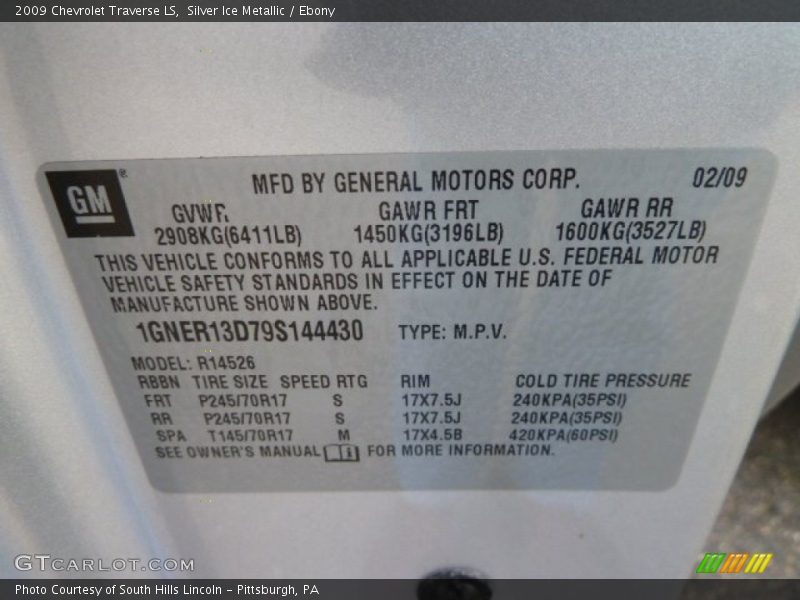 2009 Chevrolet Traverse LS, Silver Ice Metallic / Ebony
GM®
MFD BY GENERAL MOTORS CORP. 02/09
GVWR GAWR FRT GAWR RR
2908KG(6411LB) 1450KG(3196LB) 1600KG(3527LB)
THIS VEHICLE CONFORMS TO ALL APPLICABLE U.S. FEDERAL MOTOR
VEHICLE SAFETY STANDARDS IN EFFECT ON THE DATE OF
MANUFACTURE SHOWN ABOVE.
1GNER13D79S144430 TYPE: M.P.V.
MODEL: R14526
RBBN TIRE SIZE SPEED RTG RIM COLD TIRE PRESSURE
FRT P245/70R17 S 17X7.5J 240KPA(35PSI)
RR P245/70R17 S 17X7.5J 240KPA(35PSI)
SPA T145/70R17 M 17X4.5B 420KPA(60PSI)
SEE OWNER'S MANUAL FOR MORE INFORMATION.
GTCARLOT.COM
Photo Courtesy of South Hills Lincoln - Pittsburgh, PA